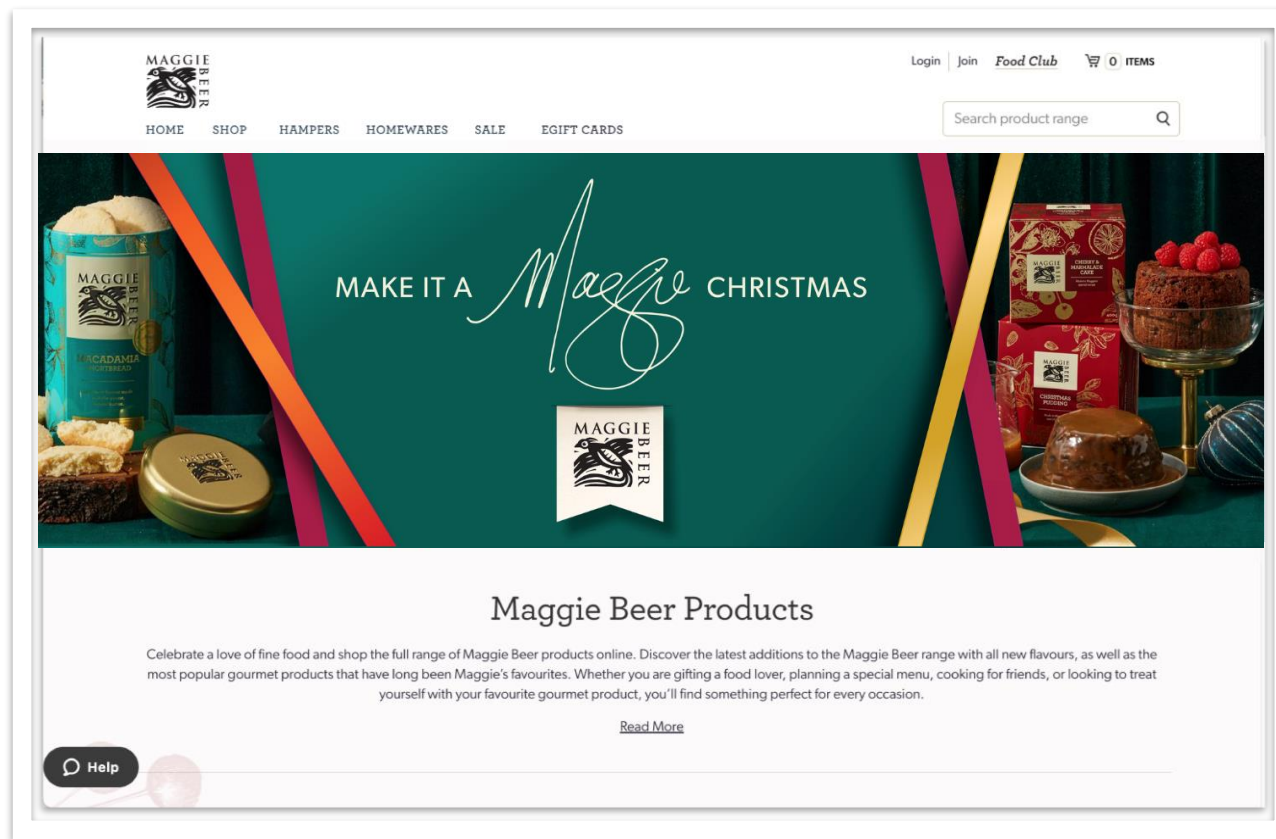 MAGGIE BEER
Login Join Food Club 0 ITEMS
HOME SHOP HAMPERS HOMEWARES SALE EGIFT CARDS
Search product range
MAKE IT A Maggie CHRISTMAS
MAGGIE BEER
MACADAMIA
SHORTBREAD
MAGGIE BEER
MAGGIE BEER
CHERRY &
MARMALADE
CAKE
MAGGIE BEER
CHRISTMAS
PUDDING
Maggie Beer Products
Celebrate a love of fine food and shop the full range of Maggie Beer products online. Discover the latest additions to the Maggie Beer range with all new flavours, as well as the
most popular gourmet products that have long been Maggie's favourites. Whether you are gifting a food lover, planning a special menu, cooking for friends, or looking to treat
yourself with your favourite gourmet product, you'll find something perfect for every occasion.
Read More
Help